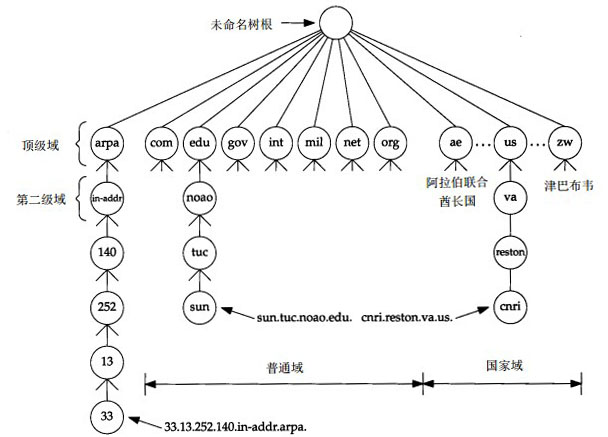 未命名树根
顶级域
arpa
com
edu
gov
int
mil
net
org
ae
...
us
...
zw
第二级域
in-addr
noao
阿拉伯联合
酋长国
va
津巴布韦
140
tuc
reston
252
sun
sun.tuc.noao.edu.
cnri.reston.va.us.
cnri
13
普通域
国家域
33
33.13.252.140.in-addr.arpa.